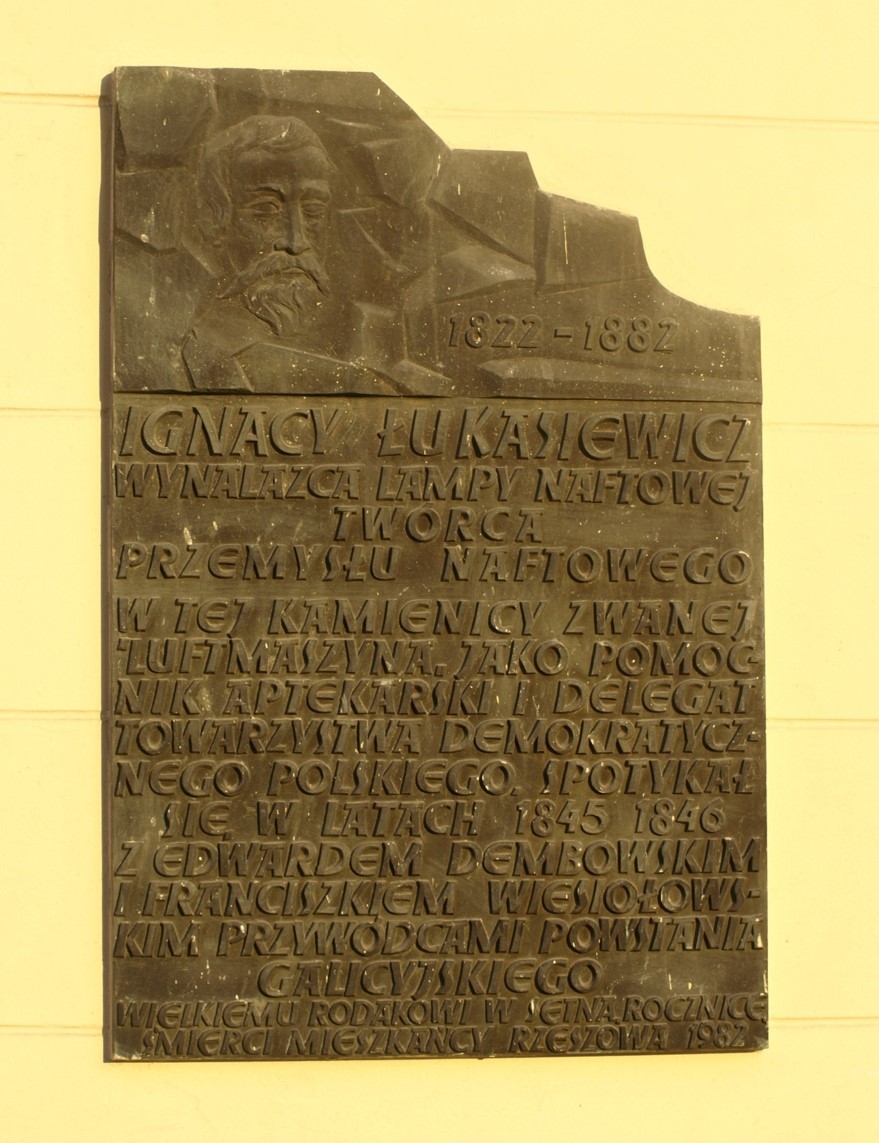 1822 - 1882
IGNACY ŁUKASIEWICZ
WYNALAZCA LAMPY NAFTOWEJ
TWÓRCA
PRZEMYSŁU NAFTOWEGO
W TEJ KAMIENICY ZWANEJ
"LUFTMASZYNĄ", JAKO POMOC-
NIK APTEKARSKI I DELEGAT
TOWARZYSTWA DEMOKRATYCZ-
NEGO POLSKIEGO, SPOTYKAŁ
SIĘ W LATACH 1845 1846
Z EDWARDEM DEMBOWSKIM
I FRANCISZKIEM WIESIOŁOWS-
KIM PRZYWÓDCAMI POWSTANIA
GALICYJSKIEGO
WIELKIEMU RODAKOWI W SETNĄ ROCZNICĘ
ŚMIERCI MIESZKAŃCY RZESZOWA 1982